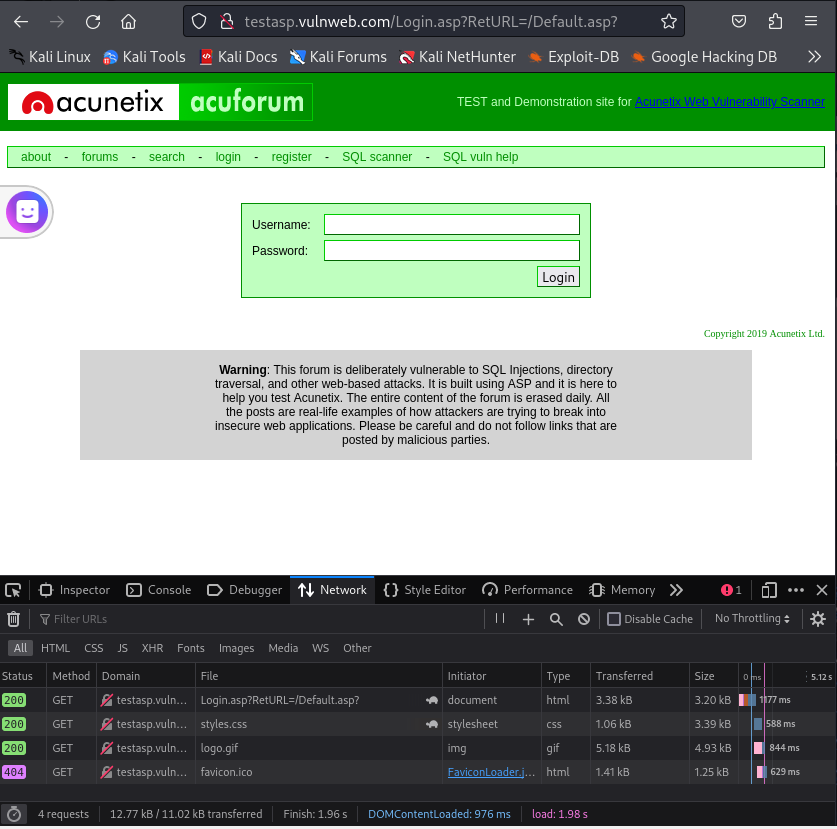 testasp.vulnweb.com/Login.asp?RetURL=/Default.asp?
Kali Linux Kali Tools Kali Docs Kali Forums Kali NetHunter Exploit-DB Google Hacking DB
acunetix acuforum TEST and Demonstration site for Acunetix Web Vulnerability Scanner
about - forums - search - login - register - SQL scanner - SQL vuln help
Username:
Password:
Login
Copyright 2019 Acunetix Ltd.
Warning: This forum is deliberately vulnerable to SQL Injections, directory
traversal, and other web-based attacks. It is built using ASP and it is here to
help you test Acunetix. The entire content of the forum is erased daily. All
the posts are real-life examples of how attackers are trying to break into
insecure web applications. Please be careful and do not follow links that are
posted by malicious parties.
Inspector Console Debugger Network Style Editor Performance Memory 1
Filter URLs Disable Cache No Throttling
All HTML CSS JS XHR Fonts Images Media WS Other
Status Method Domain File Initiator Type Transferred Size 0 ms 5.12 s
200 GET testasp.vuln... Login.asp?RetURL=/Default.asp? document html 3.38 kB 3.20 kB 1177 ms
200 GET testasp.vuln... styles.css stylesheet css 1.06 kB 3.39 kB 588 ms
200 GET testasp.vuln... logo.gif img gif 5.18 kB 4.93 kB 844 ms
404 GET testasp.vuln... favicon.ico FaviconLoader.j... html 1.41 kB 1.25 kB 629 ms
4 requests 12.77 kB / 11.02 kB transferred Finish: 1.96 s DOMContentLoaded: 976 ms load: 1.98 s